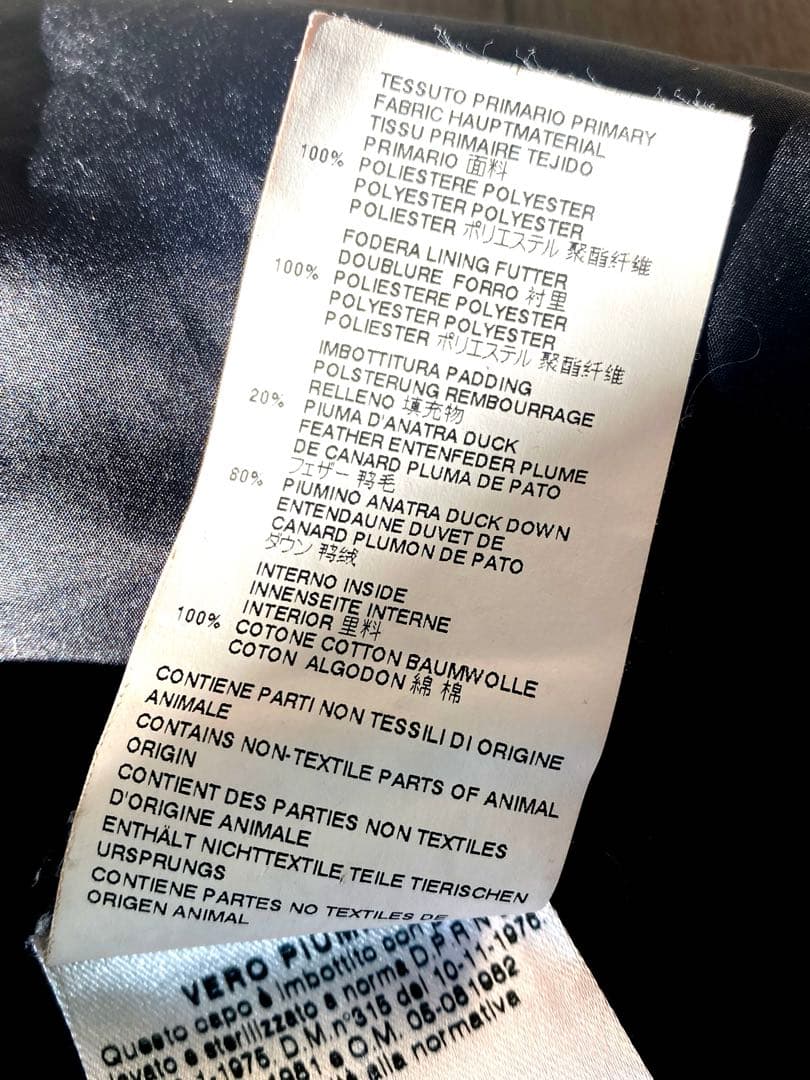 TESSUTO PRIMARIO PRIMARY
FABRIC HAUPTMATERIAL
TISSU PRIMAIRE TEJIDO
PRIMARIO 面料
100% POLIESTERE POLYESTER
POLYESTER POLYESTER
POLIESTER ポリエステル 聚酯纤维
FODERA LINING FUTTER
DOUBLURE FORRO 衬里
100% POLIESTERE POLYESTER
POLYESTER POLYESTER
POLIESTER ポリエステル 聚酯纤维
IMBOTTITURA PADDING
POLSTERUNG REMBOURRAGE
RELLENO 填充物
20% PIUMA D'ANATRA DUCK
FEATHER ENTENFEDER PLUME
DE CANARD PLUMA DE PATO
フェザー 鸭毛
80% PIUMINO ANATRA DUCK DOWN
ENTENDAUNE DUVET DE
CANARD PLUMON DE PATO
ダウン 鸭绒
INTERNO INSIDE
INNENSEITE INTERNE
INTERIOR 里料
100% COTONE COTTON BAUMWOLLE
COTON ALGODON 綿 棉
CONTIENE PARTI NON TESSILI DI ORIGINE
ANIMALE
CONTAINS NON-TEXTILE PARTS OF ANIMAL
ORIGIN
CONTIENT DES PARTIES NON TEXTILES
D'ORIGINE ANIMALE
ENTHÄLT NICHTTEXTILE TEILE TIERISCHEN
URSPRUNGS
CONTIENE PARTES NO TEXTILES DE
ORIGEN ANIMAL
VERO
Questo capo è imbottito con
lavato e sterilizzato a norma D.P.R. N.
1-1975, D.M. n°315 del 10-11-1976,
1981 e O.M. 05-08-1982
alla normativa